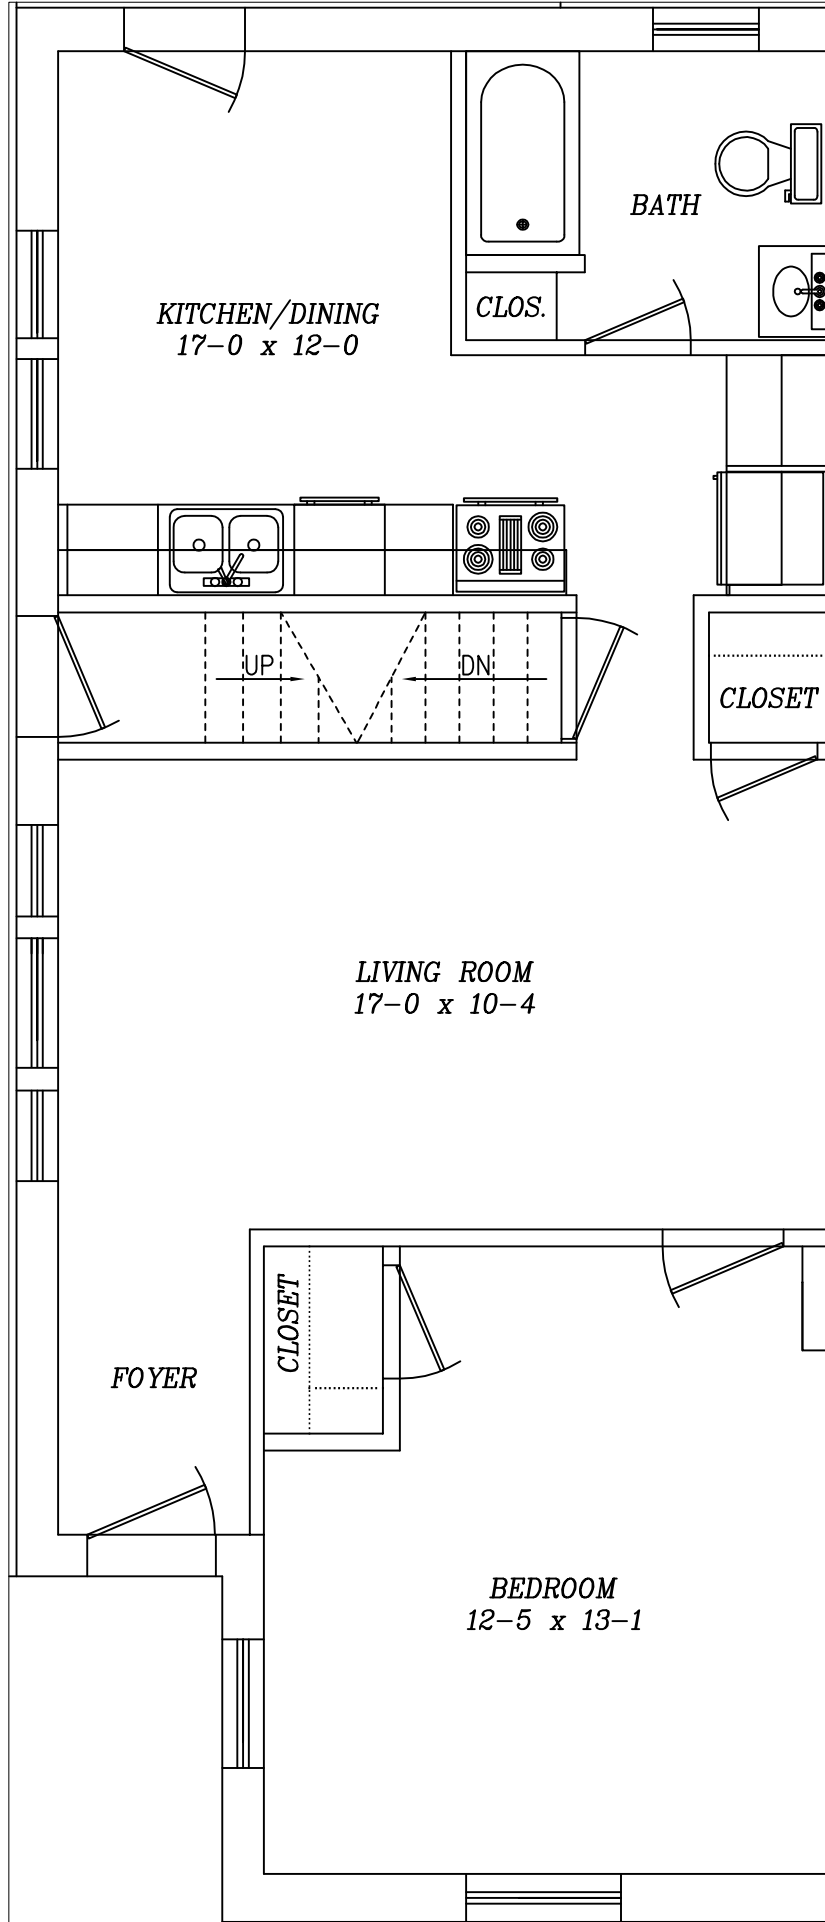 BATH
CLOS.
KITCHEN/DINING
17-0 x 12-0
UP
DN
CLOSET
LIVING ROOM
17-0 x 10-4
CLOSET
FOYER
BEDROOM
12-5 x 13-1